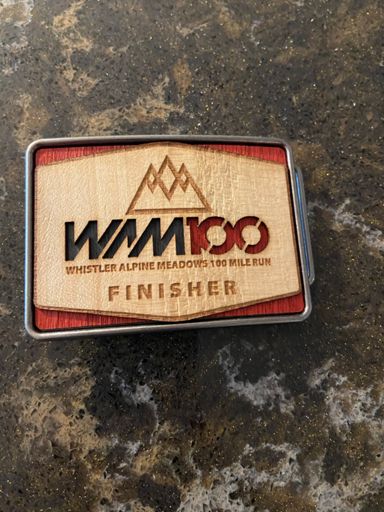 WAM100
WHISTLER ALPINE MEADOWS 100 MILE RUN
FINISHER